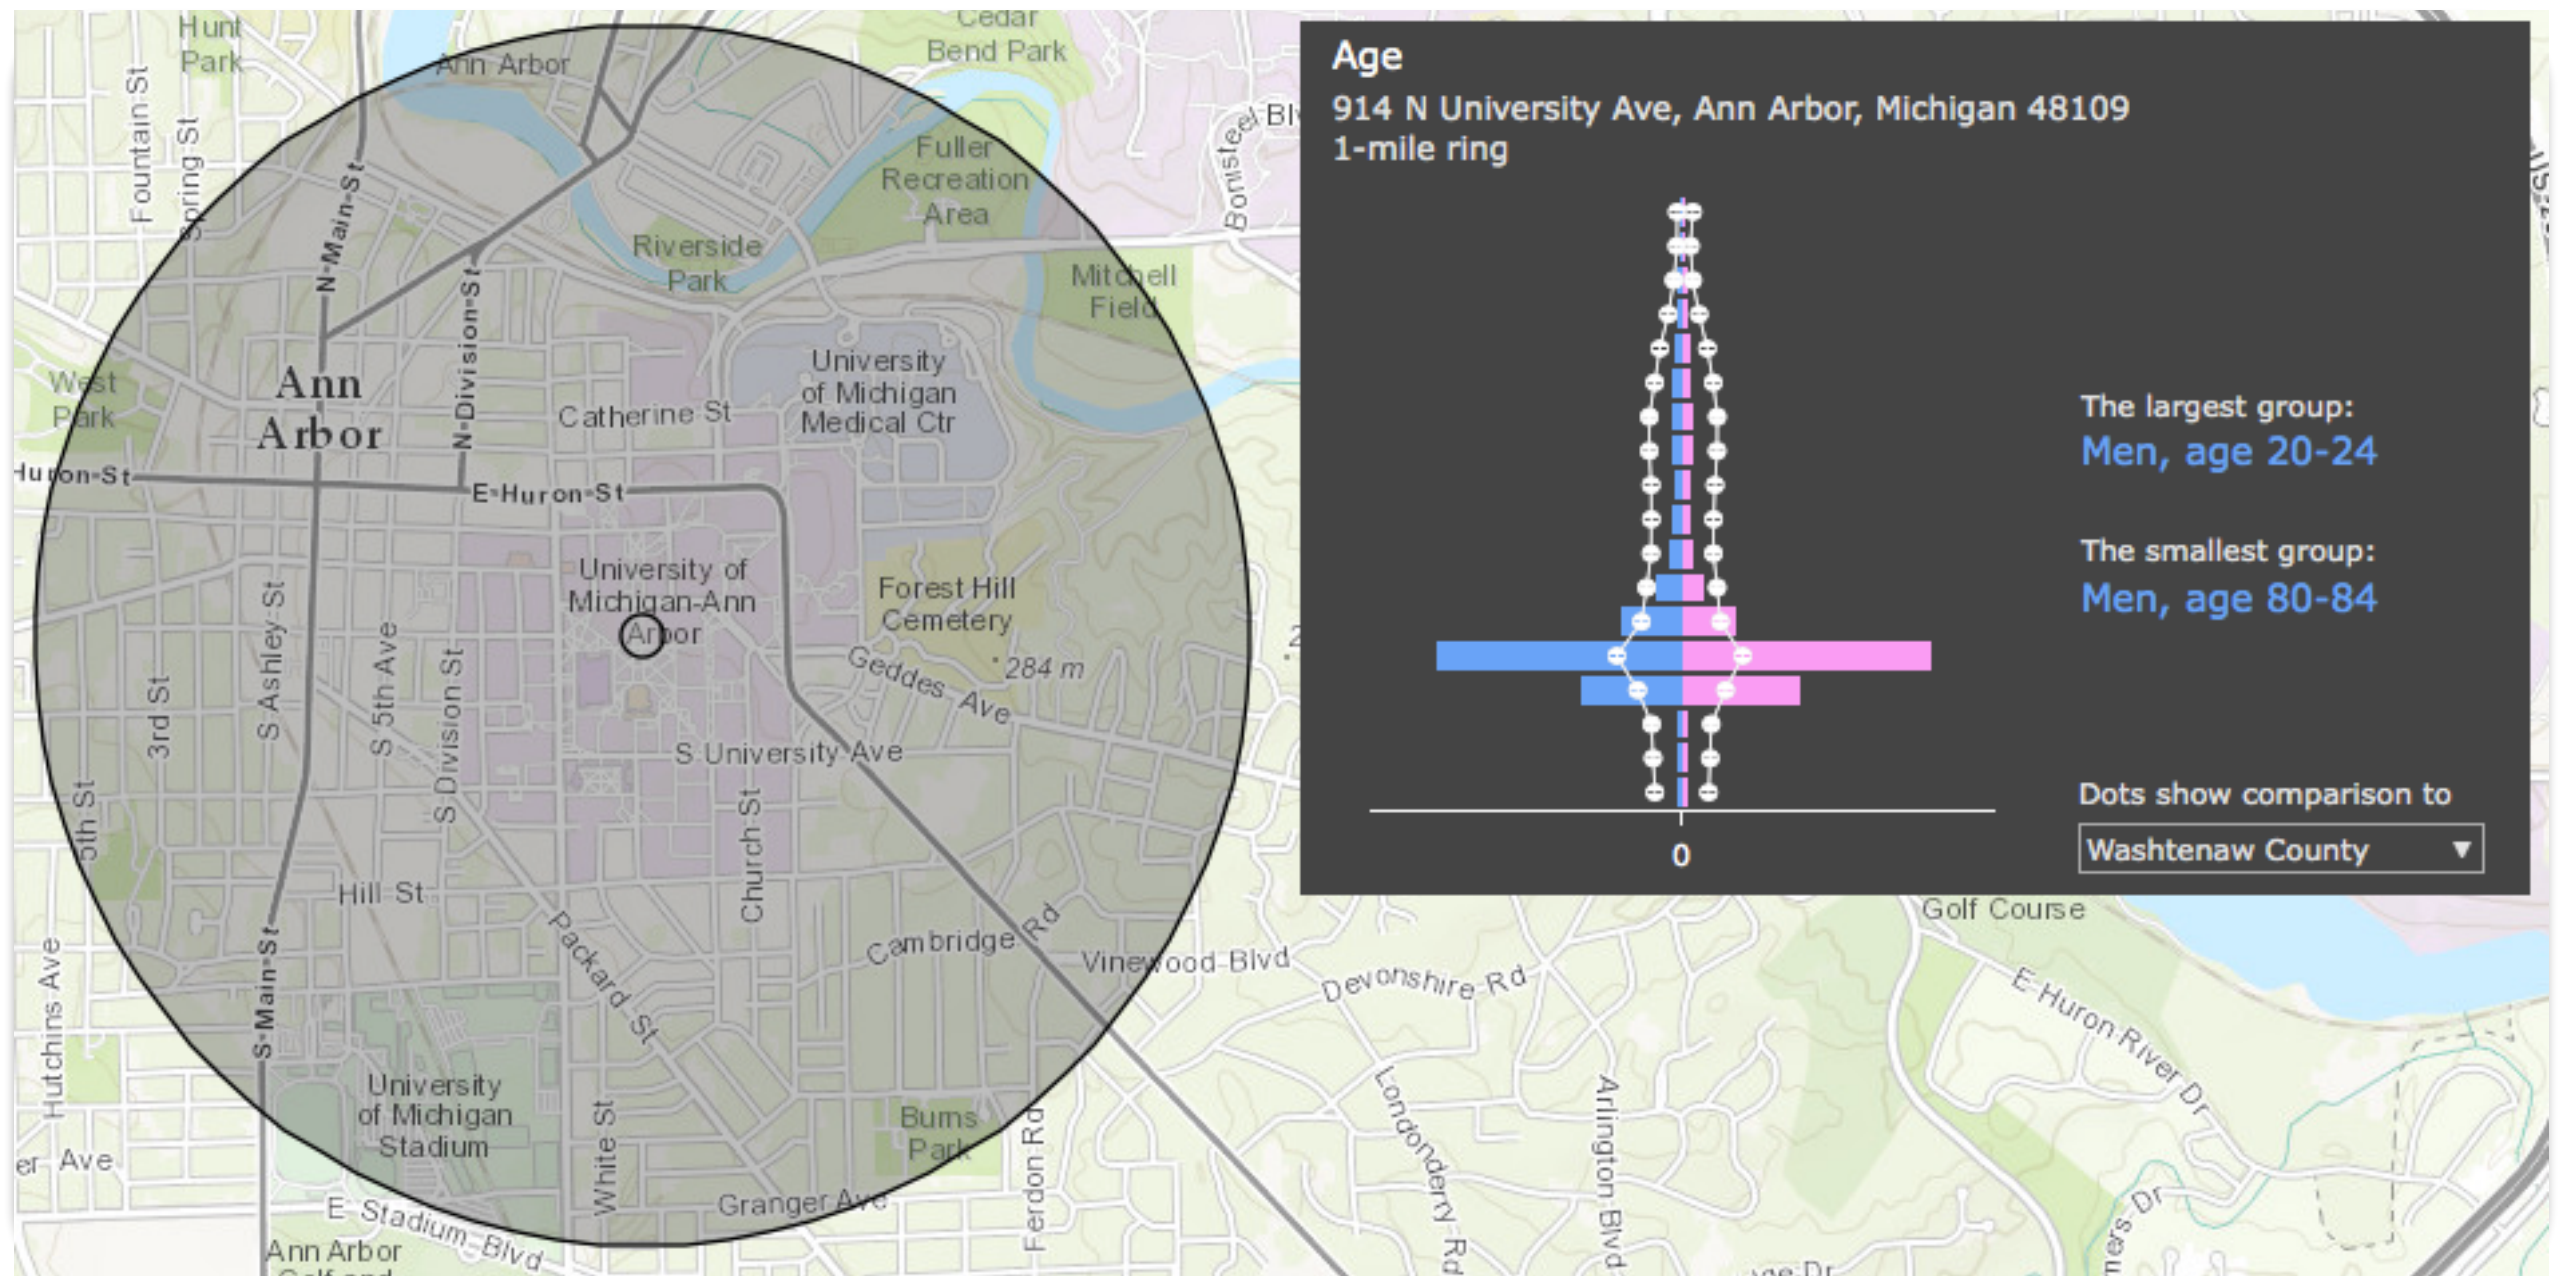 Hunt
Park
Ann Arbor
Cedar
Bend Park
Fountain St
Spring St
N Main St
Fuller
Recreation
Area
Riverside
Park
Mitchell
Field
West
Park
Ann
Arbor
N Division St
Catherine St
University
of Michigan
Medical Ctr
Huron St
E Huron St
University of
Michigan-Ann
Arbor
Forest Hill
Cemetery
Geddes Ave
284 m
3rd St
S Ashley St
S 5th Ave
S Division St
S University Ave
5th St
Church St
Hill St
Packard St
Cambridge Rd
Vinewood Blvd
Devonshire Rd
Golf Course
E Huron River Dr
Hutchins Ave
S Main St
University
of Michigan
Stadium
White St
Burns
Park
Ferdon Rd
Londonderry Rd
Arlington Blvd
Granger Ave
E Stadium Blvd
Ann Arbor
Golf and
Age
914 N University Ave, Ann Arbor, Michigan 48109
1-mile ring
The largest group:
Men, age 20-24
The smallest group:
Men, age 80-84
Dots show comparison to
Washtenaw County
0